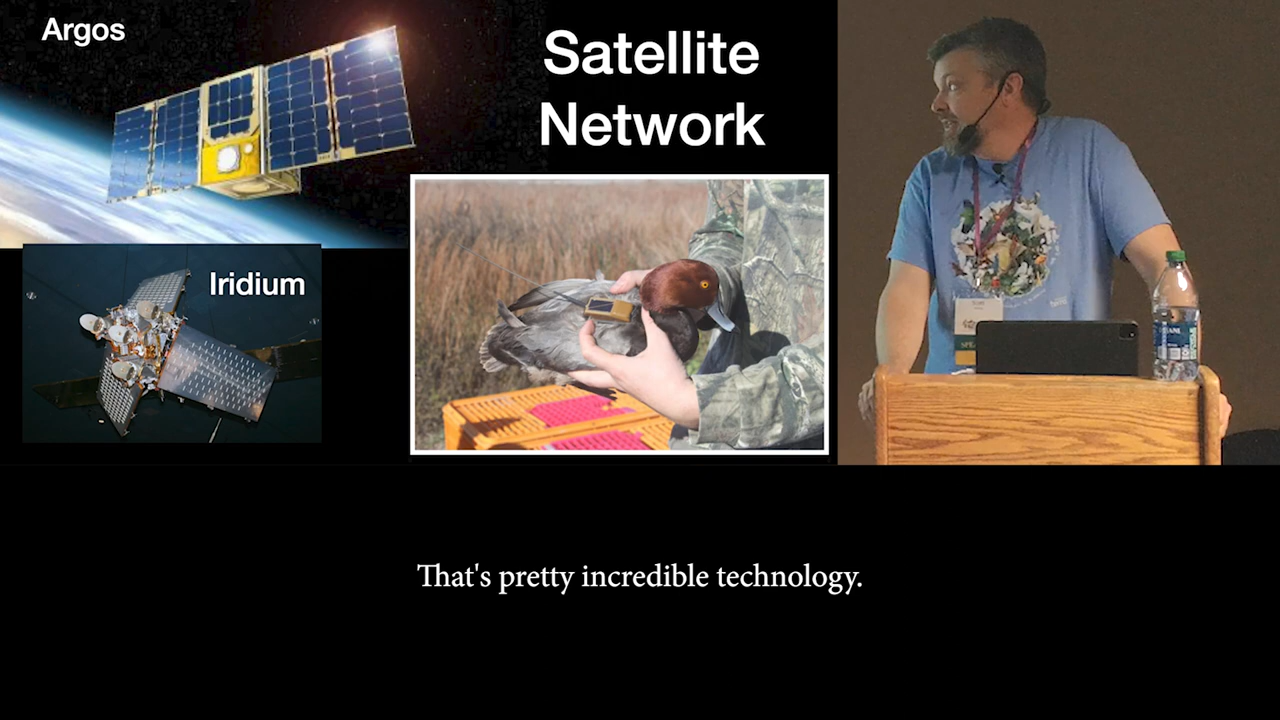 Argos
Satellite
Network
Iridium
That's pretty incredible technology.